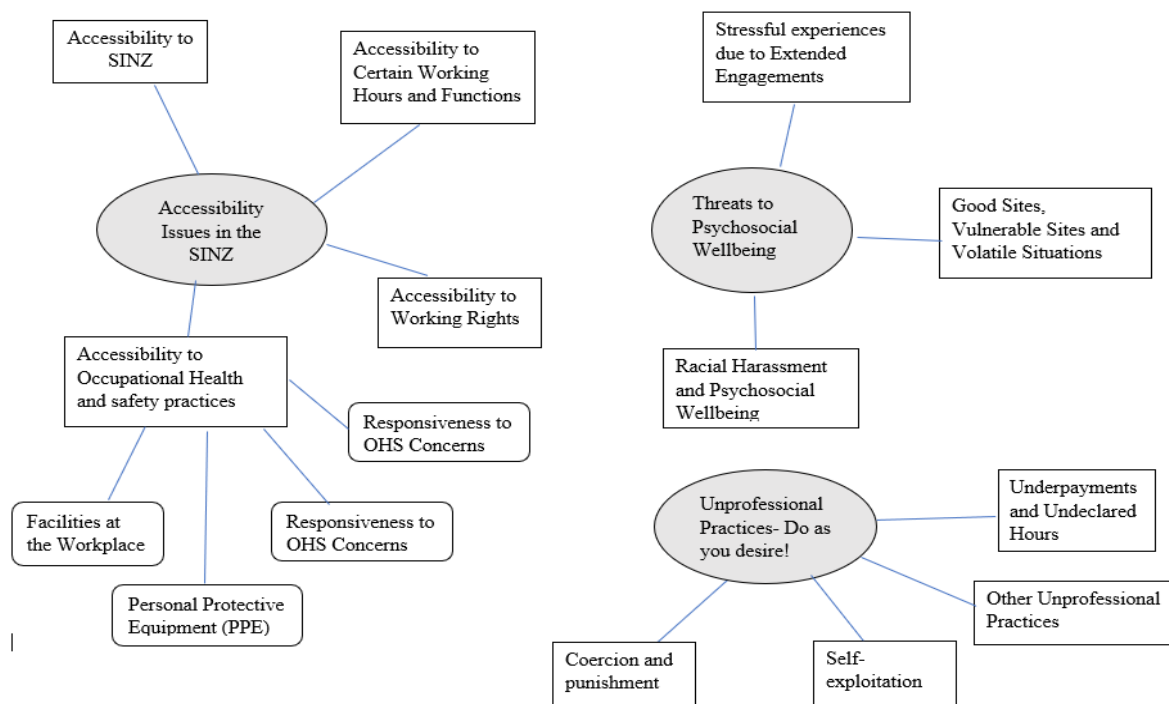 Accessibility to
SINZ
Accessibility to
Certain Working
Hours and Functions
Accessibility
Issues in the
SINZ
Accessibility to
Working Rights
Accessibility to
Occupational Health
and safety practices
Responsiveness to
OHS Concerns
Facilities at
the Workplace
Responsiveness to
OHS Concerns
Personal Protective
Equipment (PPE)
Stressful experiences
due to Extended
Engagements
Threats to
Psychosocial
Wellbeing
Good Sites,
Vulnerable Sites and
Volatile Situations
Racial Harassment
and Psychosocial
Wellbeing
Unprofessional
Practices- Do as
you desire!
Underpayments
and Undeclared
Hours
Other Unprofessional
Practices
Coercion and
punishment
Self-
exploitation